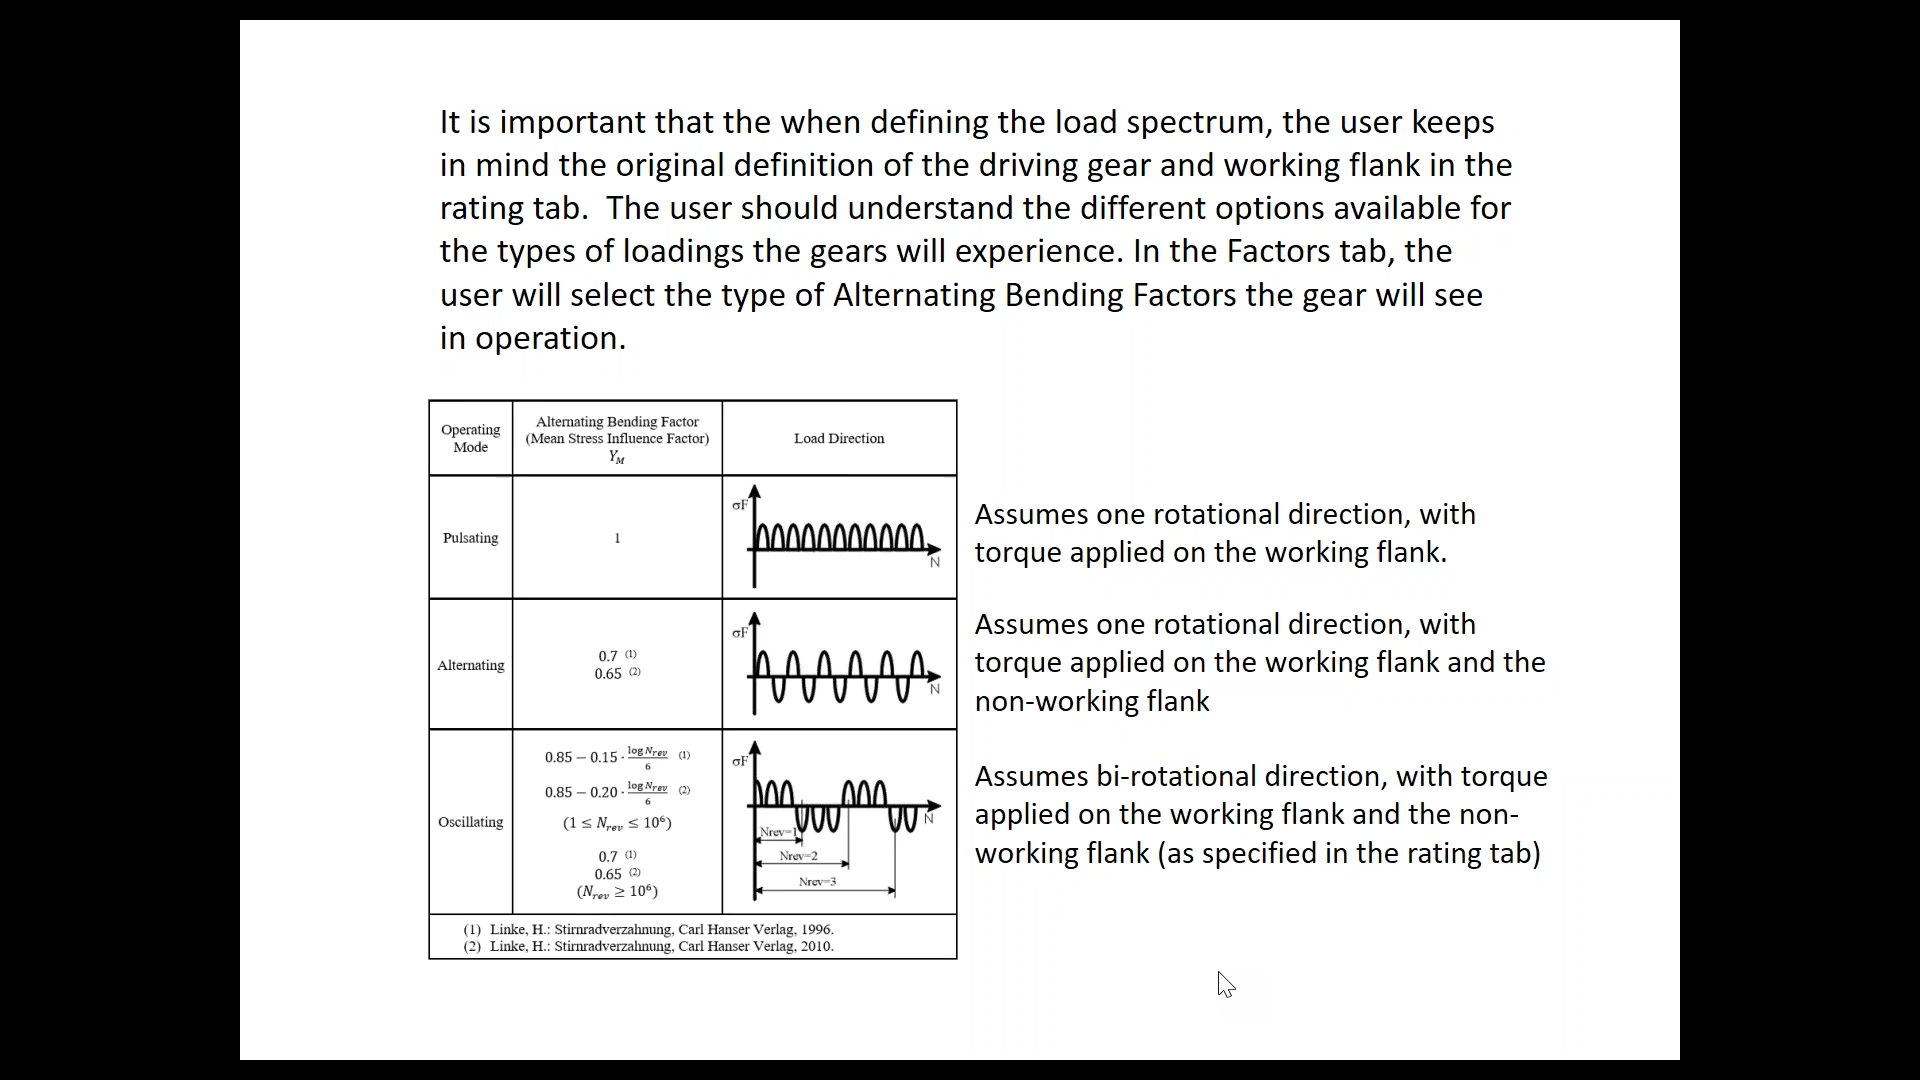 It is important that the when defining the load spectrum, the user keeps
in mind the original definition of the driving gear and working flank in the
rating tab.  The user should understand the different options available for
the types of loadings the gears will experience. In the Factors tab, the
user will select the type of Alternating Bending Factors the gear will see
in operation.
Operating
Mode
Alternating Bending Factor
(Mean Stress Influence Factor)
Y_M
Load Direction
Pulsating
1
σF
N
Assumes one rotational direction, with
torque applied on the working flank.
Alternating
0.7 (1)
0.65 (2)
σF
N
Assumes one rotational direction, with
torque applied on the working flank and the
non-working flank
Oscillating
0.85 – 0.15 · log N_rev / 6 (1)
0.85 – 0.20 · log N_rev / 6 (2)
(1 ≤ N_rev ≤ 10⁶)
0.7 (1)
0.65 (2)
(N_rev ≥ 10⁶)
σF
N
Nrev=1
Nrev=2
Nrev=3
Assumes bi-rotational direction, with torque
applied on the working flank and the non-
working flank (as specified in the rating tab)
(1) Linke, H.: Stirnradverzahnung, Carl Hanser Verlag, 1996.
(2) Linke, H.: Stirnradverzahnung, Carl Hanser Verlag, 2010.